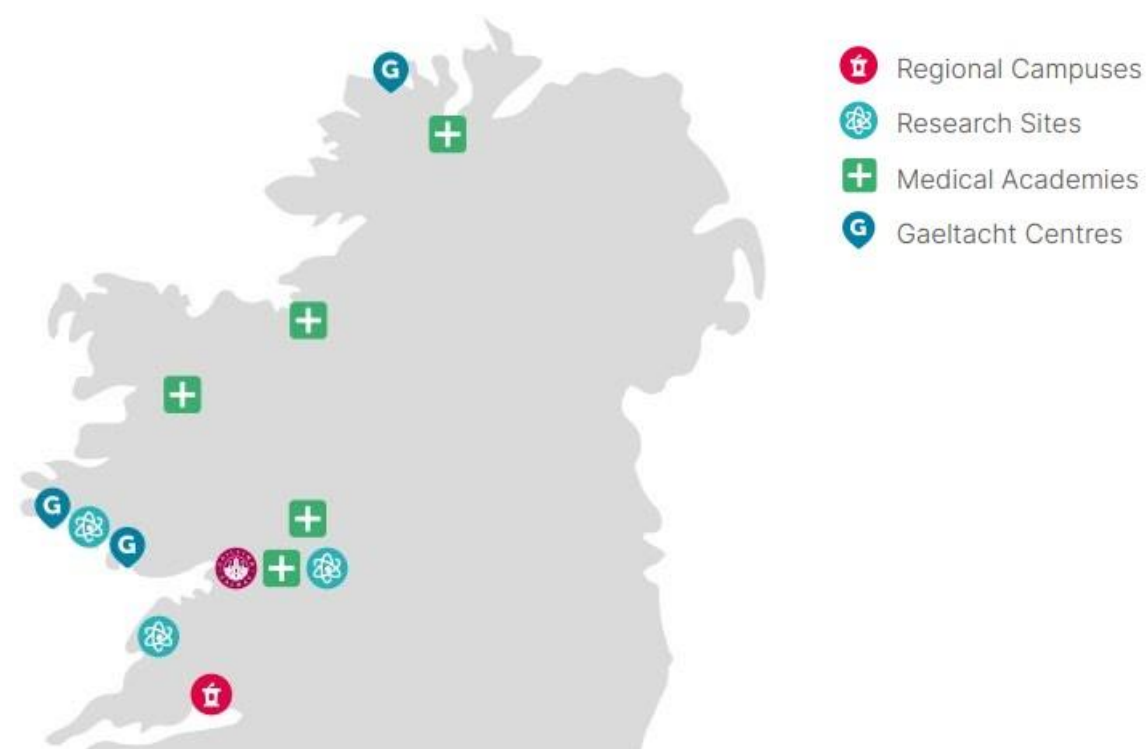 G
Regional Campuses
Research Sites
Medical Academies
G
Gaeltacht Centres
G
G